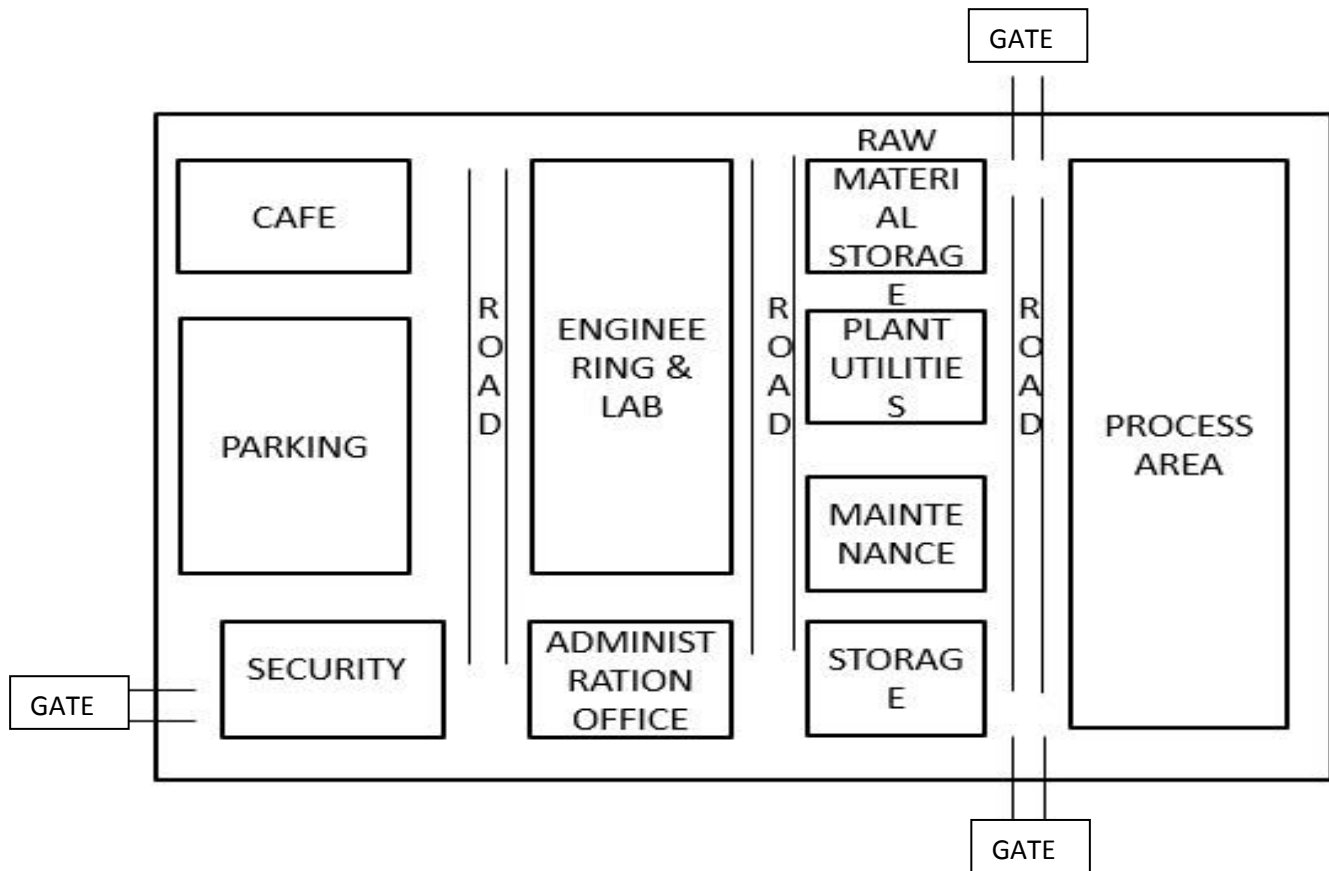 GATE
CAFE
PARKING
SECURITY
GATE
R
O
A
D
ENGINEE
RING &
LAB
ADMINIST
RATION
OFFICE
R
O
A
D
RAW
MATERI
AL
STORAG
E
PLANT
UTILITIE
S
MAINTE
NANCE
STORAG
E
R
O
A
D
PROCESS
AREA
GATE